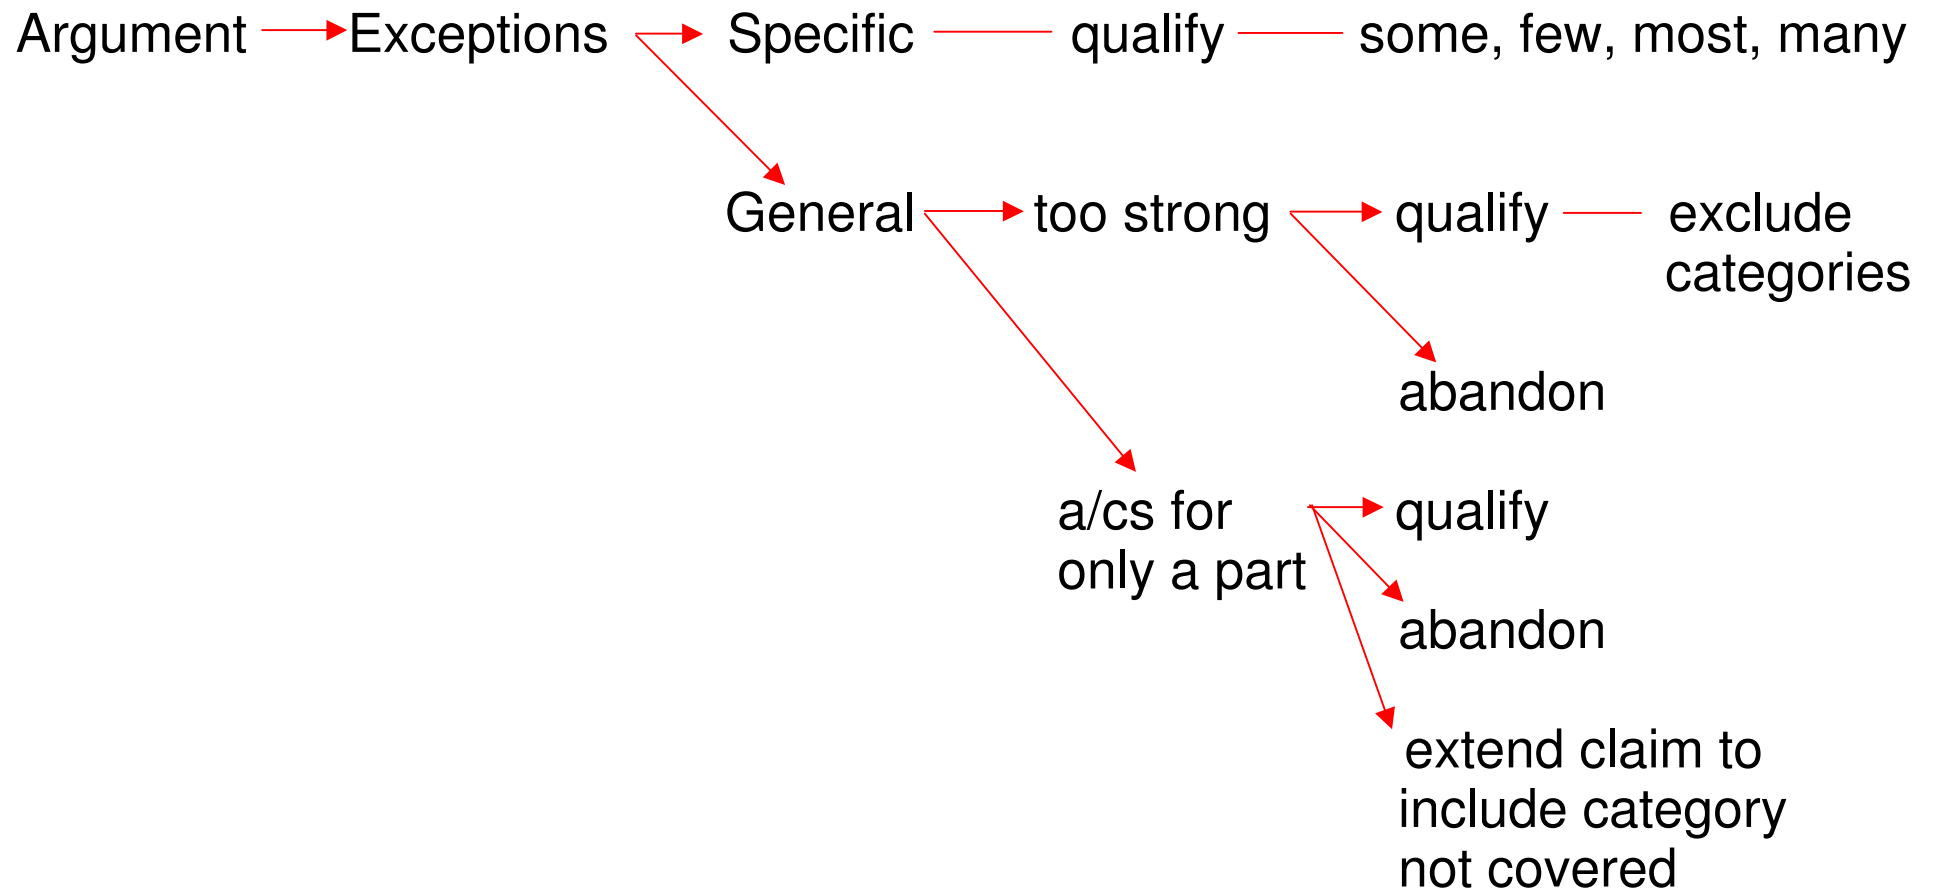 Argument Exceptions Specific qualify some, few, most, many
General too strong qualify exclude
categories
abandon
a/cs for qualify
only a part
abandon
extend claim to
include category
not covered